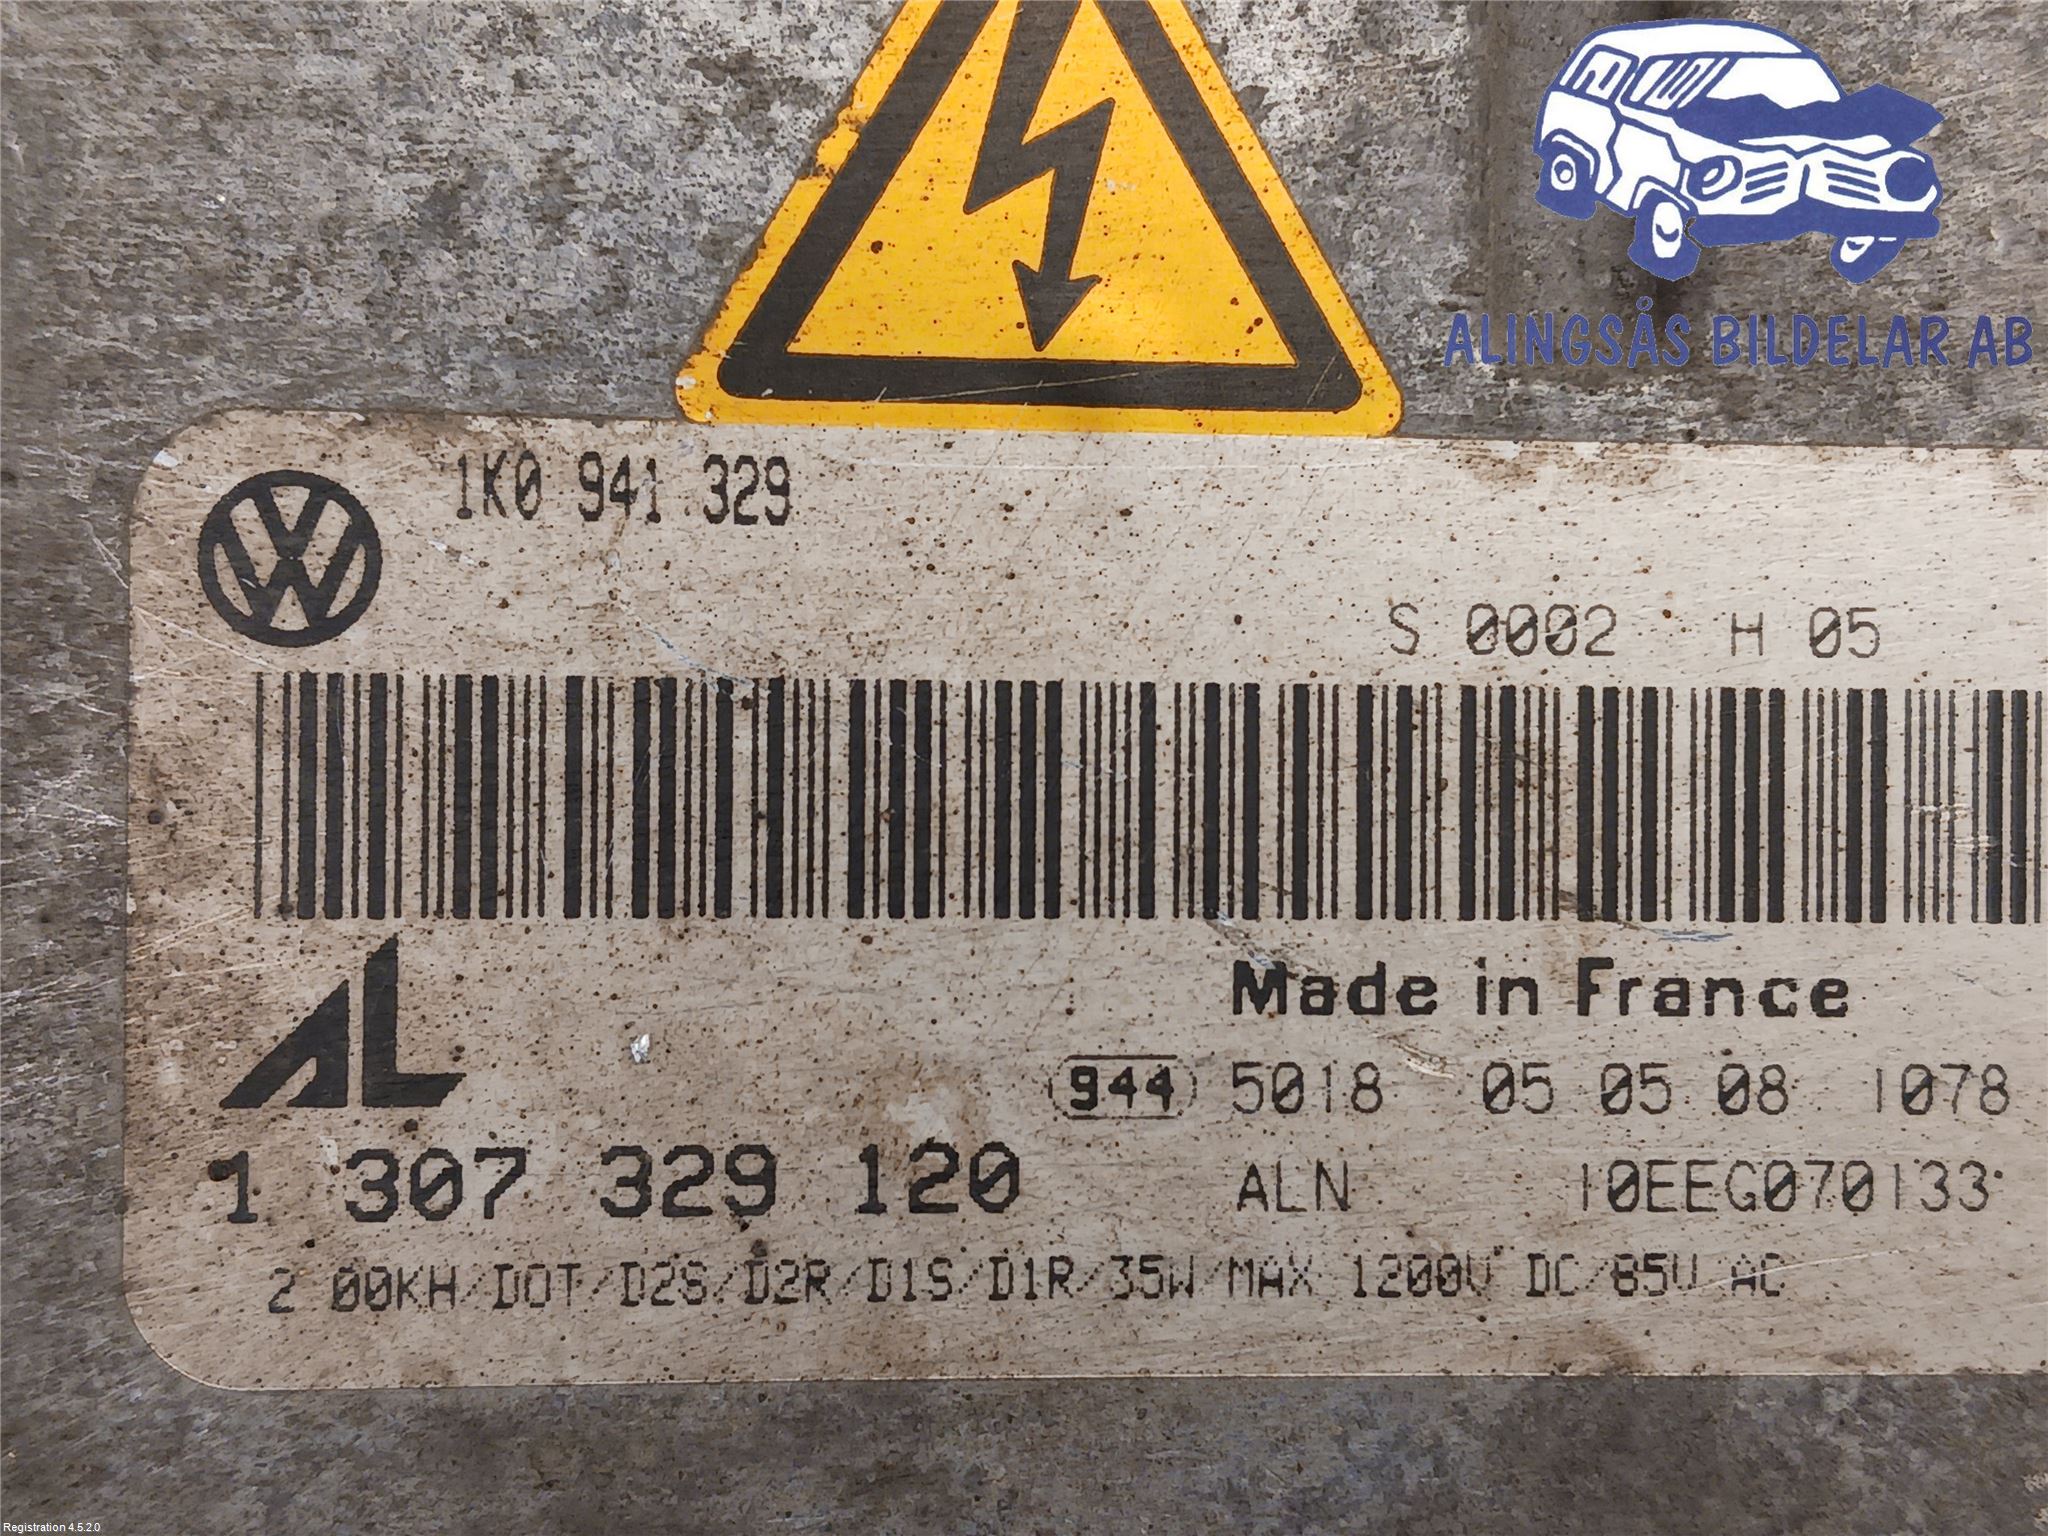 ALINGSÅS BILDELAR AB
1K0 941 329
S 0002 H 05
AL
Made in France
944 5018 05 05 08 1078
1 307 329 120 ALN 10EEG070133
2 00KH/DOT/D2S/D2R/D1S/D1R/35W/MAX 1200V DC/85V AC
Registration 4.5.2.0